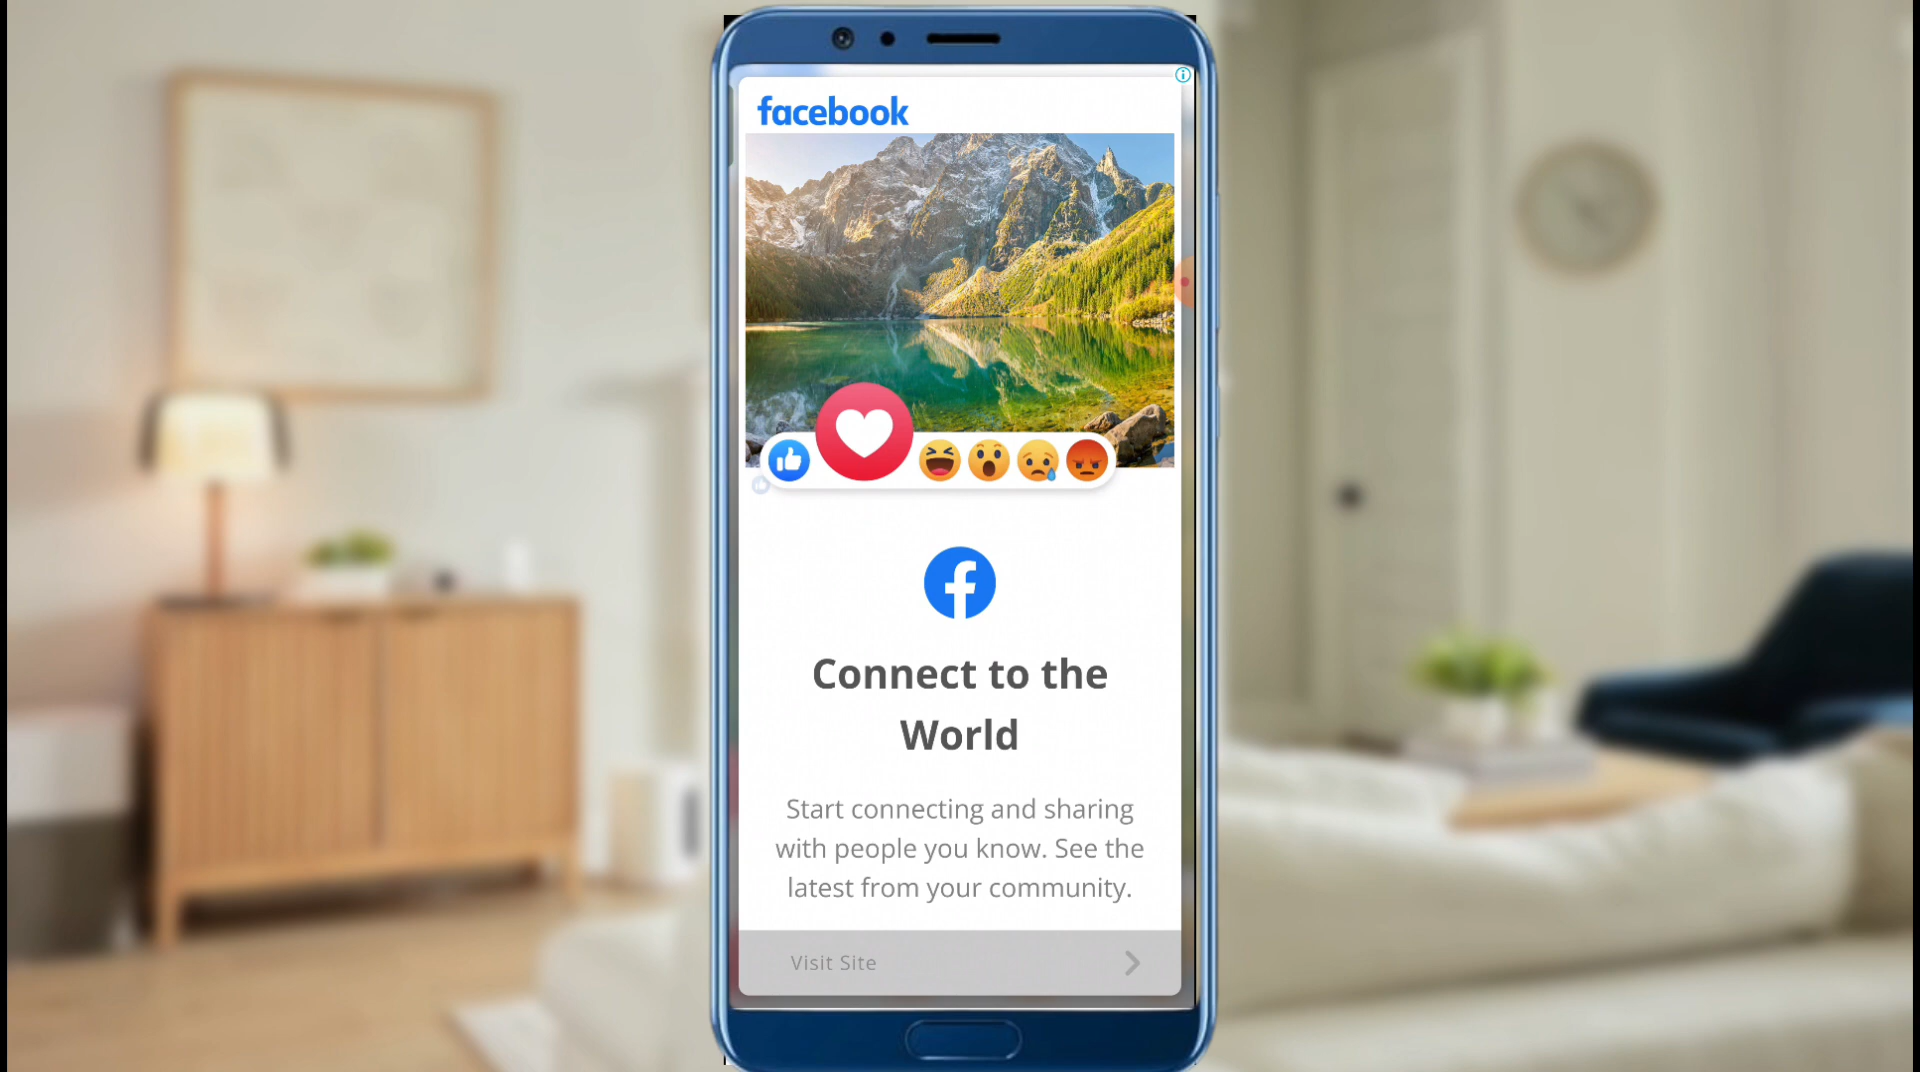 facebook
Connect to the
World
Start connecting and sharing
with people you know. See the
latest from your community.
Visit Site